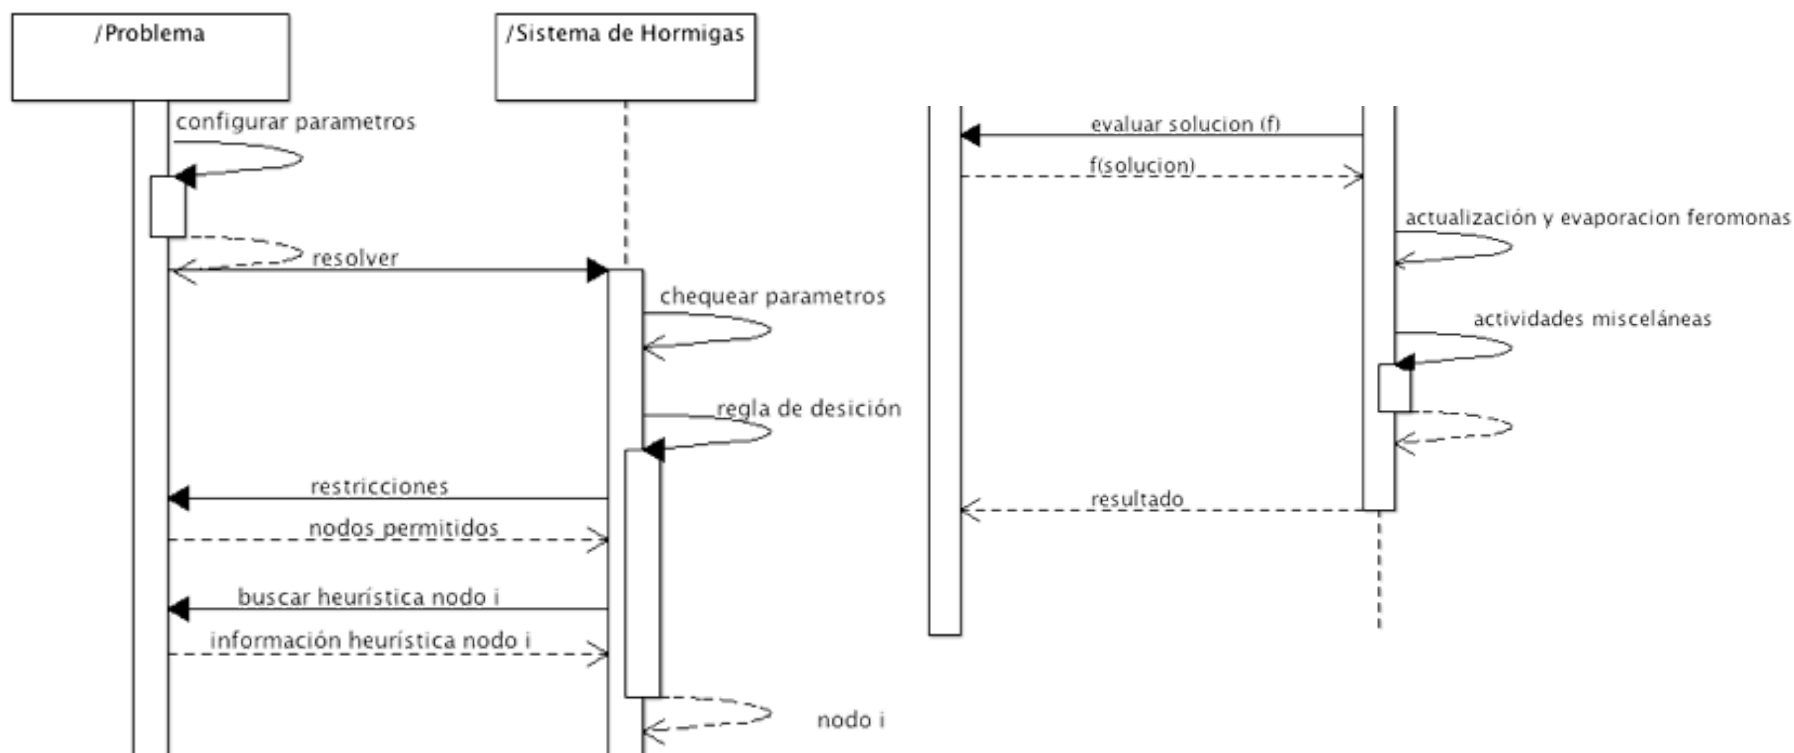 /Problema
/Sistema de Hormigas
configurar parametros
resolver
chequear parametros
regla de desición
restricciones
nodos permitidos
buscar heurística nodo i
información heurística nodo i
nodo i
evaluar solucion (f)
f(solucion)
actualización y evaporacion feromonas
actividades misceláneas
resultado